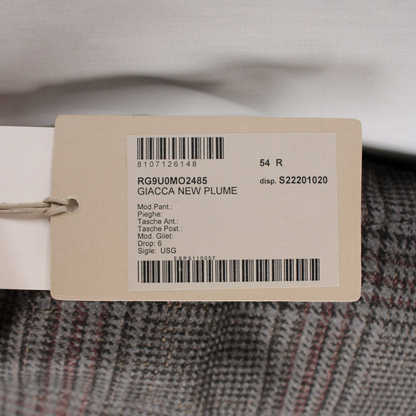 8107126148
54 R
RG9U0MO2485
disp. S22201020
GIACCA NEW PLUME
Mod.Pant.:
Pieghe:
Tasche Ant.:
Tasche Post.:
Mod. Gilet:
Drop: 6
Sigle: USG
EBR0110057